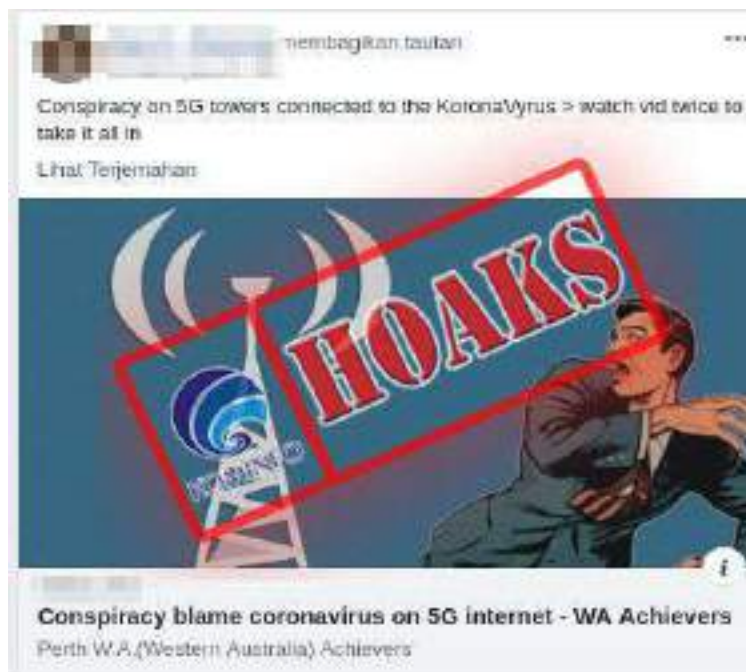 membagikan tautan
Conspiracy on 5G towers connected to the KoronaVyrus > watch vid twice to
take it all in
Lihat Terjemahan
HOAKS
KOMINFO
i
Conspiracy blame coronavirus on 5G internet - WA Achievers
Perth W.A.(Western Australia) Achievers